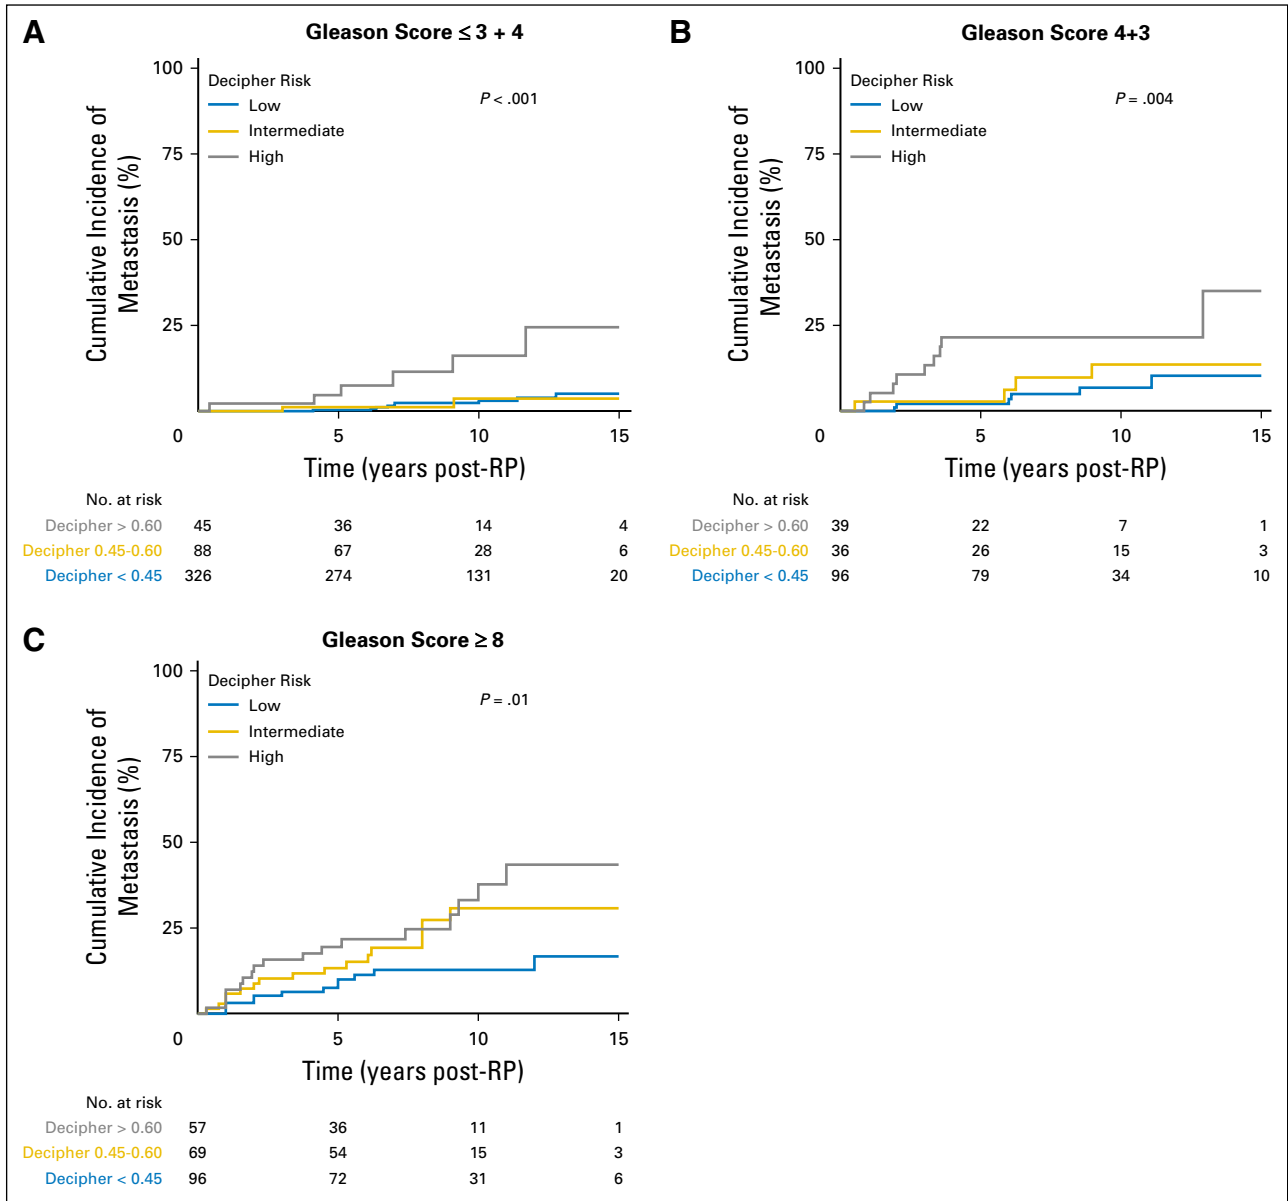 A
Gleason Score ≤ 3 + 4
Cumulative Incidence of
Metastasis (%)
100
75
50
25
0
5
10
15
Decipher Risk
Low
Intermediate
High
P < .001
Time (years post-RP)
No. at risk
Decipher > 0.60 45 36 14 4
Decipher 0.45-0.60 88 67 28 6
Decipher < 0.45 326 274 131 20
B
Gleason Score 4+3
Cumulative Incidence of
Metastasis (%)
100
75
50
25
0
5
10
15
Decipher Risk
Low
Intermediate
High
P = .004
Time (years post-RP)
No. at risk
Decipher > 0.60 39 22 7 1
Decipher 0.45-0.60 36 26 15 3
Decipher < 0.45 96 79 34 10
C
Gleason Score ≥ 8
Cumulative Incidence of
Metastasis (%)
100
75
50
25
0
5
10
15
Decipher Risk
Low
Intermediate
High
P = .01
Time (years post-RP)
No. at risk
Decipher > 0.60 57 36 11 1
Decipher 0.45-0.60 69 54 15 3
Decipher < 0.45 96 72 31 6